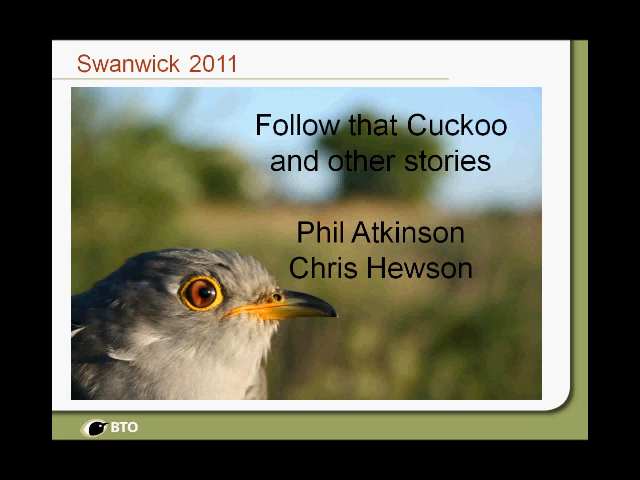 Swanwick 2011
Follow that Cuckoo
and other stories
Phil Atkinson
Chris Hewson
BTO